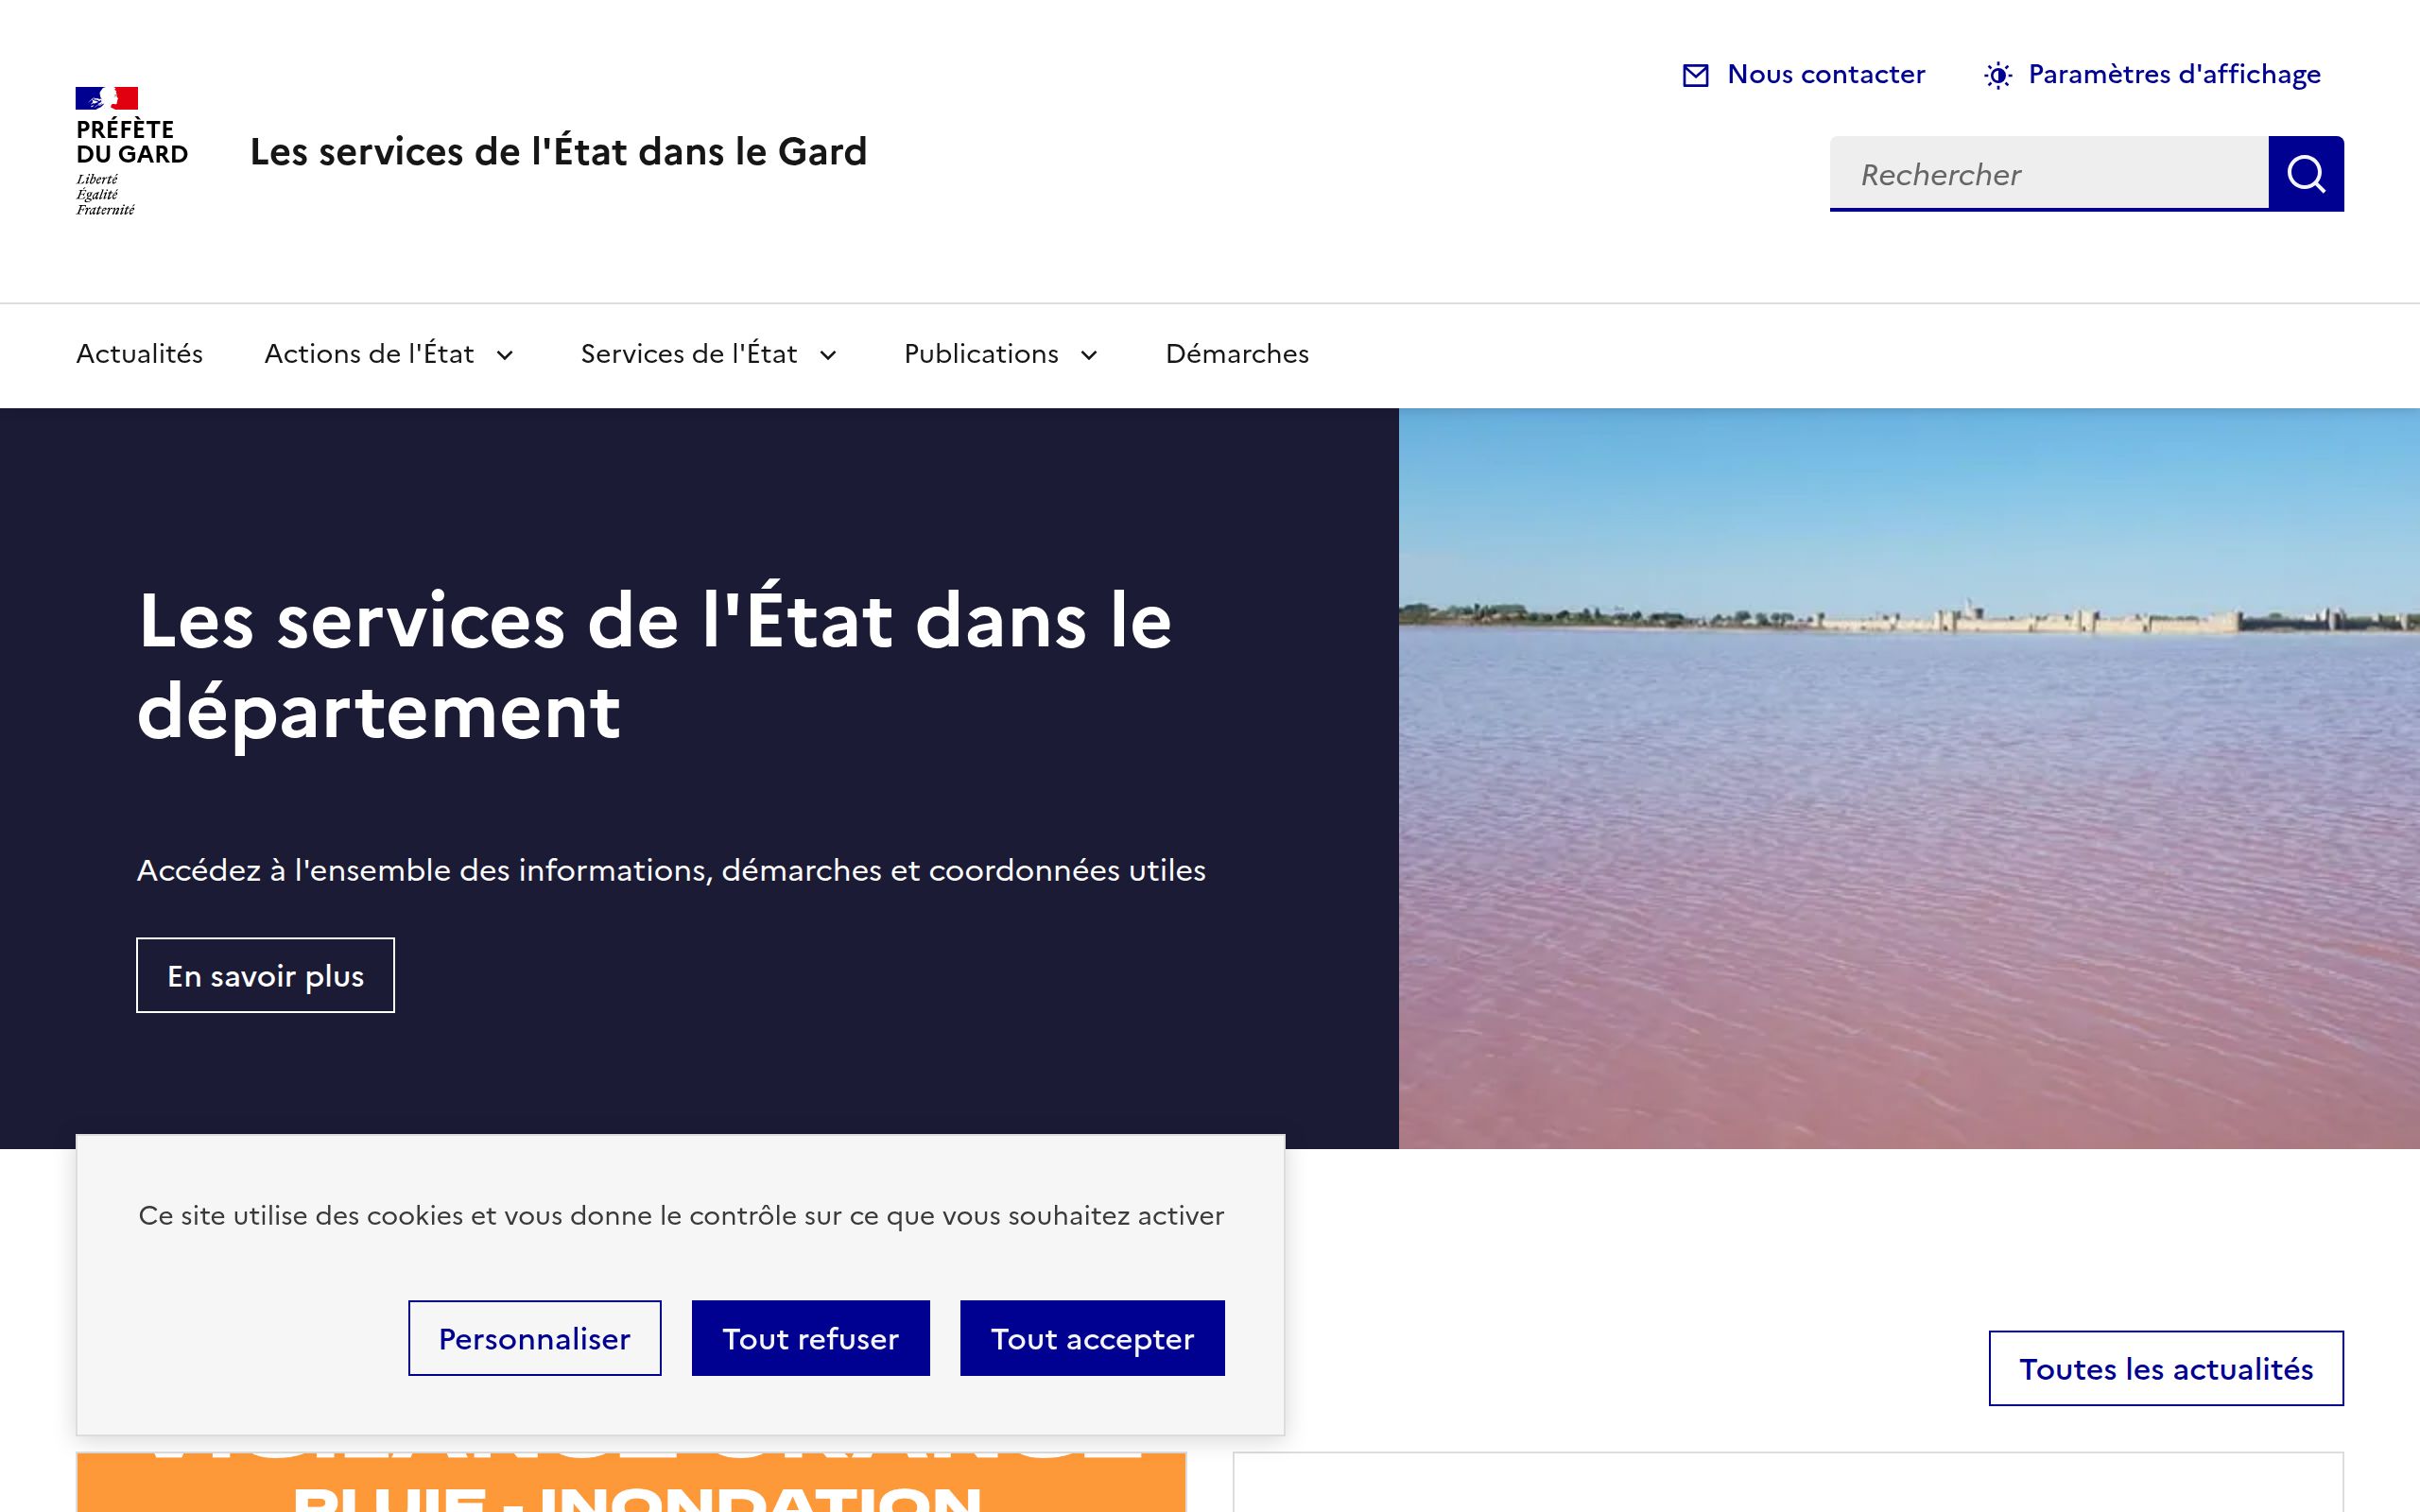 Nous contacter
Paramètres d'affichage
PRÉFÈTE
DU GARD
Liberté
Égalité
Fraternité
Les services de l'État dans le Gard
Rechercher
Actualités
Actions de l'État
Services de l'État
Publications
Démarches
Les services de l'État dans le
département
Accédez à l'ensemble des informations, démarches et coordonnées utiles
En savoir plus
Ce site utilise des cookies et vous donne le contrôle sur ce que vous souhaitez activer
Personnaliser
Tout refuser
Tout accepter
Toutes les actualités
PLUIE - INONDATION